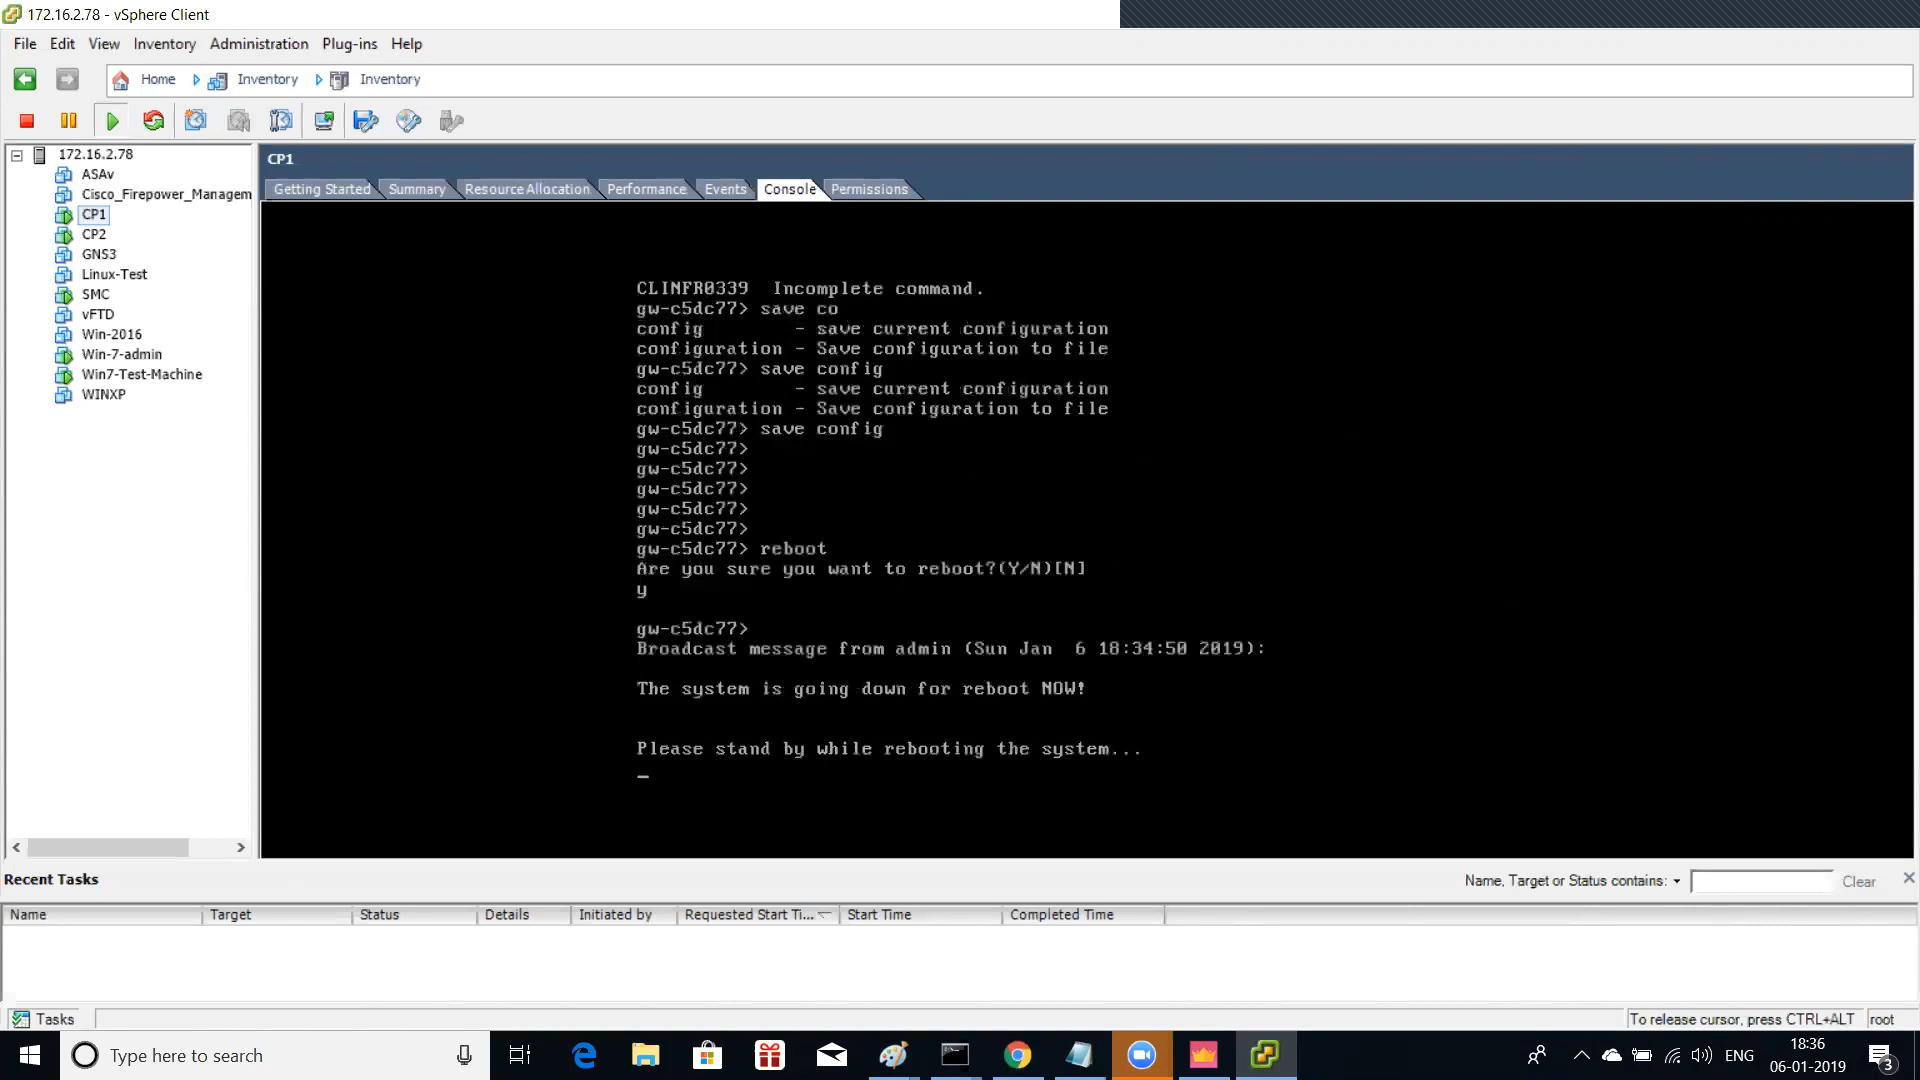 172.16.2.78 - vSphere Client
File Edit View Inventory Administration Plug-ins Help
Home Inventory Inventory
172.16.2.78
ASAv
Cisco_Firepower_Managem
CP1
CP2
GNS3
Linux-Test
SMC
vFTD
Win-2016
Win-7-admin
Win7-Test-Machine
WINXP
CP1
Getting Started Summary Resource Allocation Performance Events Console Permissions
CLINFR0339  Incomplete command.
gw-c5dc77> save co
config        - save current configuration
configuration - Save configuration to file
gw-c5dc77> save config
config        - save current configuration
configuration - Save configuration to file
gw-c5dc77> save config
gw-c5dc77>
gw-c5dc77>
gw-c5dc77>
gw-c5dc77>
gw-c5dc77>
gw-c5dc77> reboot
Are you sure you want to reboot?(Y/N)[N]
y
gw-c5dc77>
Broadcast message from admin (Sun Jan  6 18:34:50 2019):
The system is going down for reboot NOW!
Please stand by while rebooting the system...
_
Recent Tasks
Name, Target or Status contains: Clear
Name Target Status Details Initiated by Requested Start Ti... Start Time Completed Time
Tasks
To release cursor, press CTRL+ALT root
Type here to search
ENG
18:36
06-01-2019
3